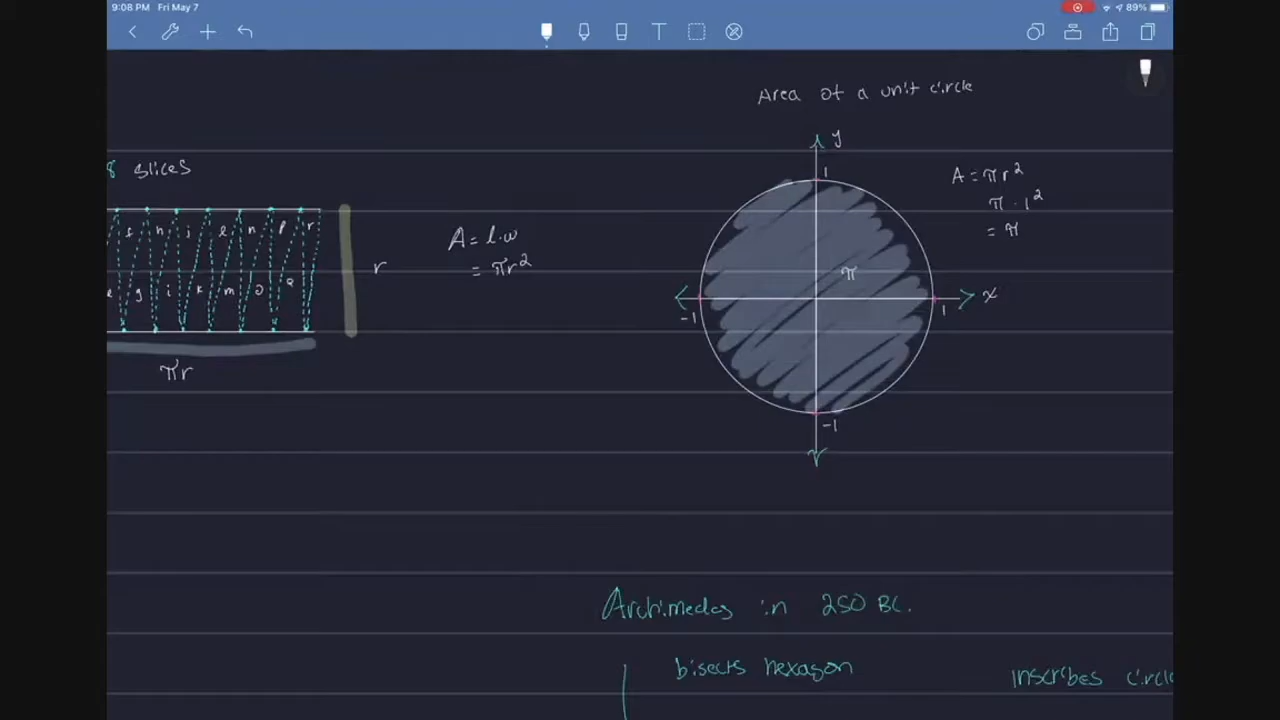 9:08 PM Fri May 7
89%
T
Area of a unit circle
8 slices
f h j l n p r
e g i k m o q
r
πr
A = l·w
= πr²
y
1
π
-1
1
x
-1
A = πr²
π · 1²
= π
Archimedes in 250 BC.
bisects hexagon
inscribes circle